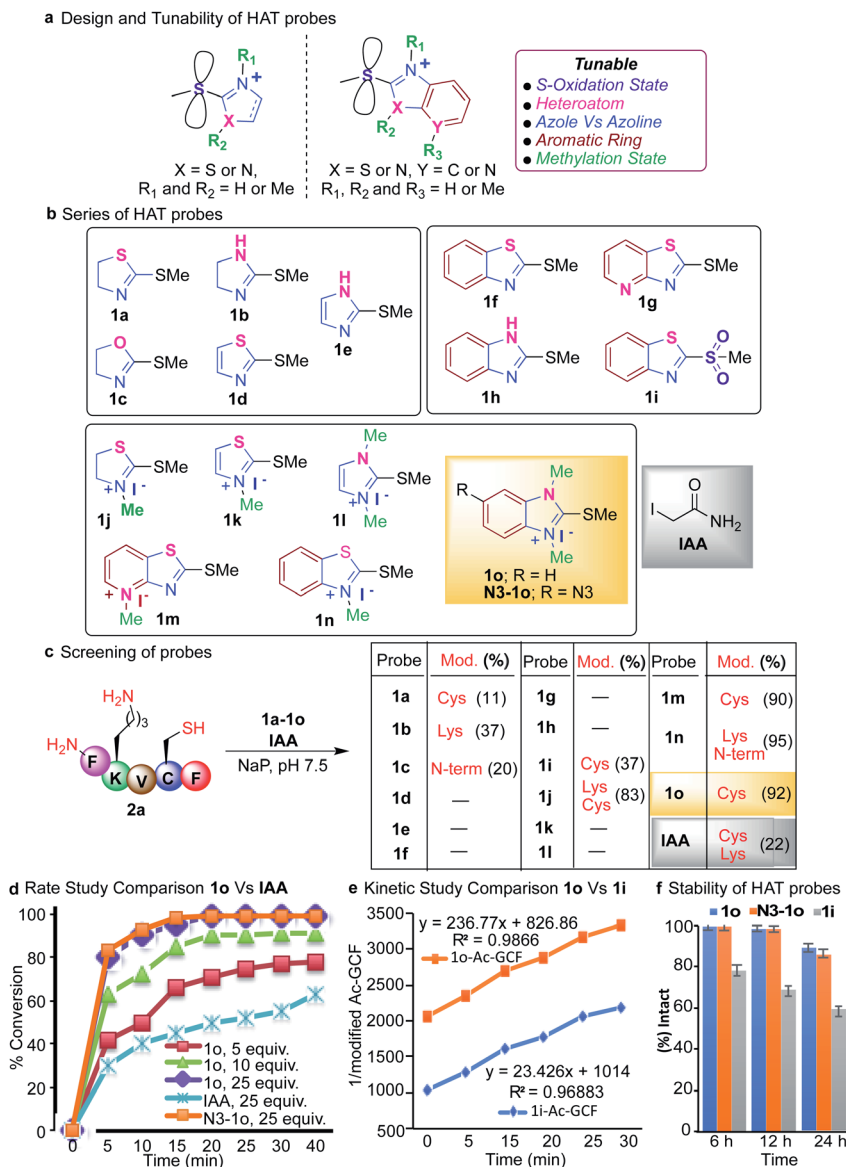 a Design and Tunability of HAT probes
R1
N
+
S
X
R2
X = S or N,
R1 and R2 = H or Me
R1
N
+
S
X
Y
R2
R3
X = S or N, Y = C or N
R1, R2 and R3 = H or Me
Tunable
● S-Oxidation State
● Heteroatom
● Azole Vs Azoline
● Aromatic Ring
● Methylation State
b Series of HAT probes
S
N
SMe
1a
H
N
N
SMe
1b
H
N
N
SMe
1e
O
N
SMe
1c
S
N
SMe
1d
S
N
SMe
1f
S
N
N
SMe
1g
H
N
N
SMe
1h
S
N
O
S
Me
O
1i
S
SMe
N
+ I -
Me
1j
S
SMe
N
+ I -
Me
1k
Me
N
SMe
N
+ I -
Me
1l
S
SMe
N
N
+ I -
Me
1m
S
SMe
N
+ I -
Me
1n
R
Me
N
SMe
N
+ I -
Me
1o; R = H
N3-1o; R = N3
O
I
NH2
IAA
c Screening of probes
H2N
( )3
SH
H2N
F K V C F
2a
1a-1o
IAA
NaP, pH 7.5
Probe Mod. (%) Probe Mod. (%) Probe Mod. (%)
1a Cys (11) 1g — 1m Cys (90)
1b Lys (37) 1h — 1n Lys N-term (95)
1c N-term (20) 1i Cys (37)
1d — 1j Lys Cys (83) 1o Cys (92)
1e — 1k — IAA Cys Lys (22)
1f — 1l —
d Rate Study Comparison 1o Vs IAA
% Conversion
100
80
60
40
20
0
1o, 5 equiv.
1o, 10 equiv.
1o, 25 equiv.
IAA, 25 equiv.
N3-1o, 25 equiv.
0 5 10 15 20 25 30 40
Time (min)
e Kinetic Study Comparison 1o Vs 1i
1/modified Ac-GCF
3500
3000
2500
2000
1500
1000
500
0
y = 236.77x + 826.86
R² = 0.9866
1o-Ac-GCF
y = 23.426x + 1014
R² = 0.96883
1i-Ac-GCF
0 5 15 20 25 30
Time (min)
f Stability of HAT probes
1o N3-1o 1i
(%) Intact
100
80
60
40
20
0
6 h 12 h 24 h
Time